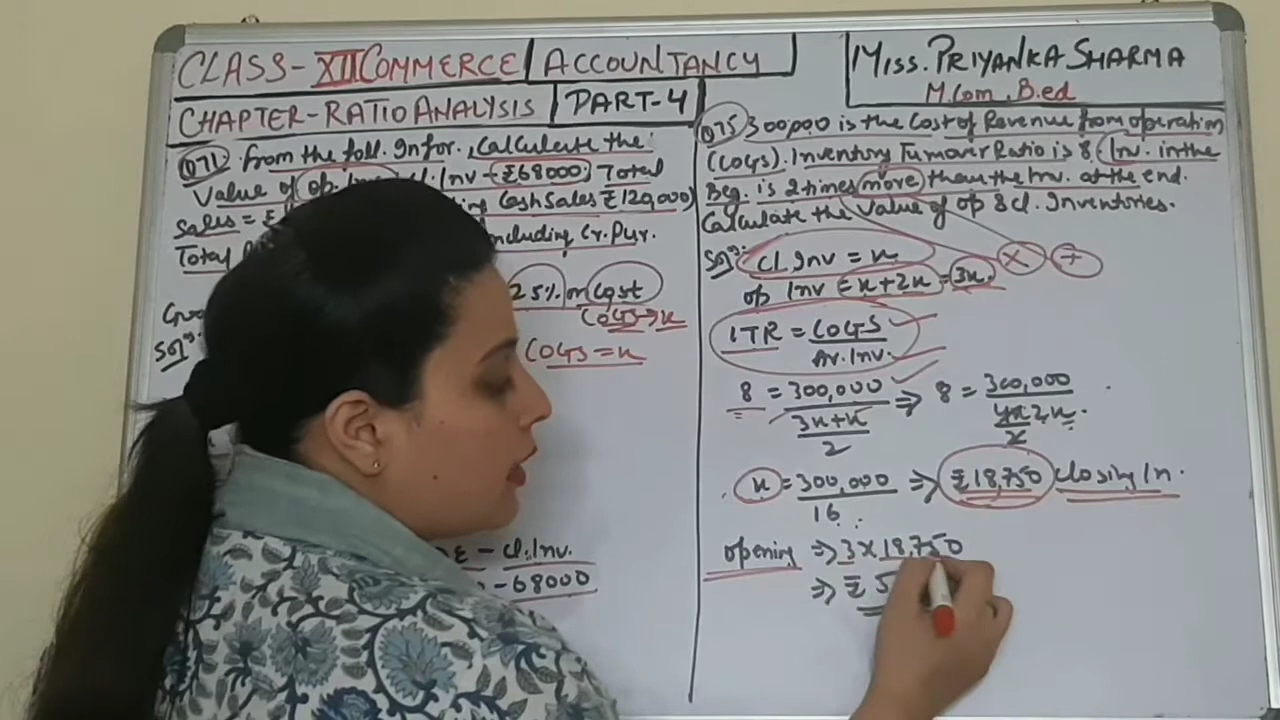 CLASS-XII COMMERCE ACCOUNTANCY
CHAPTER-RATIO ANALYSIS PART-4
MISS. PRIYANKA SHARMA
M.Com, B.ed
Q71 From the foll. Infor., Calculate the
Value of op. Inv. Cl. Inv - ₹68000. Total
Sales = ₹ Cash Sales ₹120,000)
Total including Cr. Pur.
25% on Cost
COGS → x
Solⁿ:
COGS = x
- Cl. Inv.
- 68000
Q75 300,000 is the Cost of Revenue from operation
(COGS). Inventory Turnover Ratio is 8. Inv. in the
Beg. is 2 times more than the Inv. at the end.
Calculate the Value of op & cl. Inventories.
Solⁿ: Cl Inv = x × +
op Inv = x + 2x = 3x.
ITR = COGS
Av. Inv.
8 = 300,000 ⇒ 8 = 300,000
3x + x 4x 2x.
2 2
x = 300,000 ⇒ ₹18,750 Closing In.
16
opening ⇒ 3 × 18,750
⇒ ₹ 5